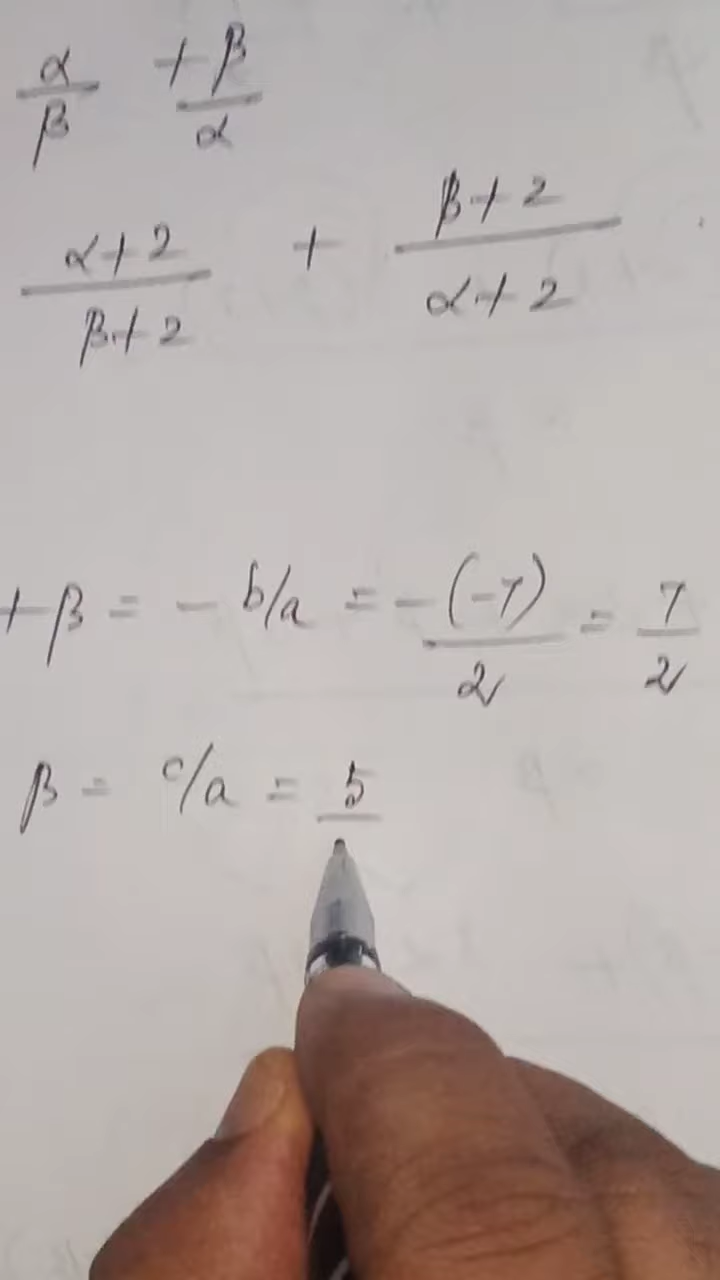 α/β + β/α
α+2/β+2 + β+2/α+2
+β = - b/a = -(-7)/2 = 7/2
β = c/a = 5